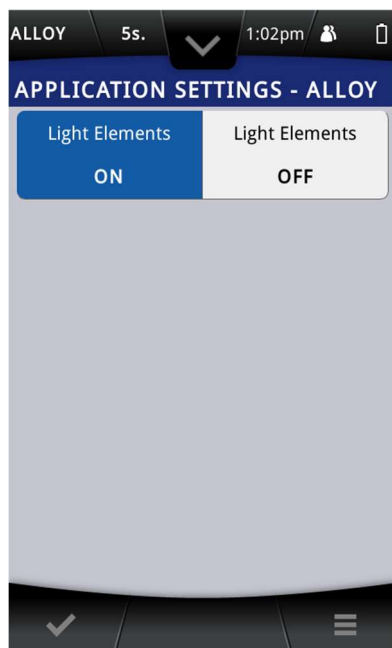 ALLOY 5s. 1:02pm
APPLICATION SETTINGS - ALLOY
Light Elements Light Elements
ON OFF